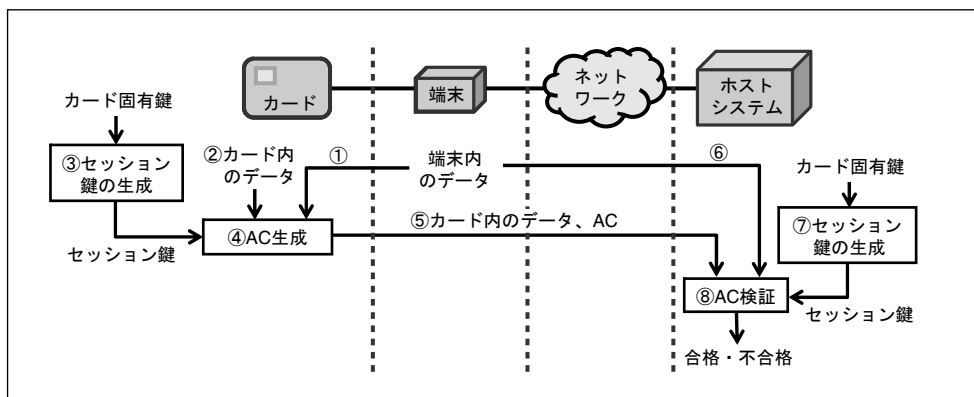 カード
端末
ネット
ワーク
ホスト
システム
カード固有鍵
③セッション
鍵の生成
セッション鍵
②カード内
のデータ
①
端末内
のデータ
⑥
④AC生成
⑤カード内のデータ、AC
カード固有鍵
⑦セッション
鍵の生成
⑧AC検証
セッション鍵
合格・不合格